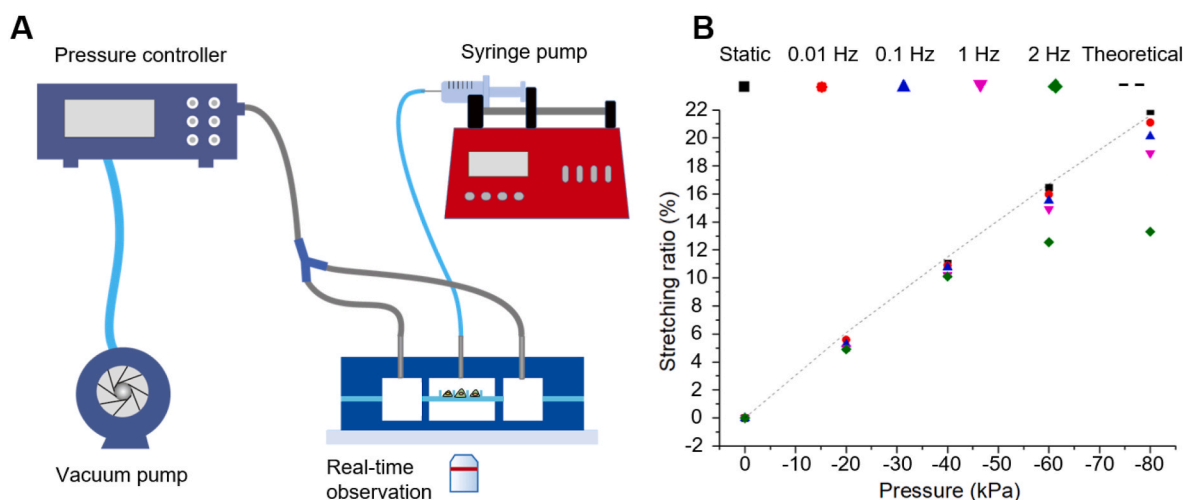 A
Pressure controller
Syringe pump
Vacuum pump
Real-time
observation
B
Static 0.01 Hz 0.1 Hz 1 Hz 2 Hz Theoretical
22
20
18
16
14
12
10
8
6
4
2
0
-2
Stretching ratio (%)
0 -10 -20 -30 -40 -50 -60 -70 -80
Pressure (kPa)